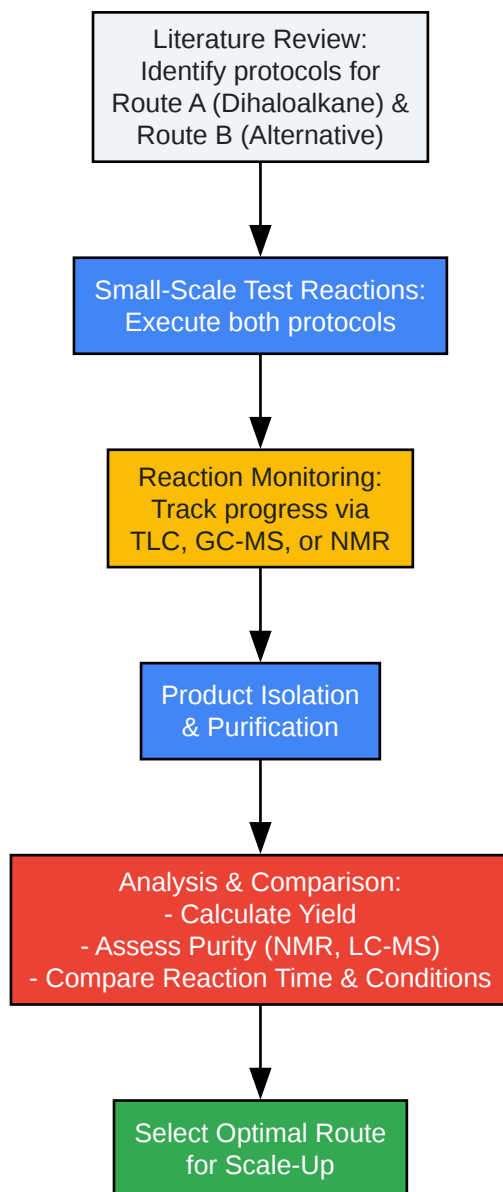 Literature Review:
Identify protocols for
Route A (Dihaloalkane) &
Route B (Alternative)
Small-Scale Test Reactions:
Execute both protocols
Reaction Monitoring:
Track progress via
TLC, GC-MS, or NMR
Product Isolation
& Purification
Analysis & Comparison:
- Calculate Yield
- Assess Purity (NMR, LC-MS)
- Compare Reaction Time & Conditions
Select Optimal Route
for Scale-Up